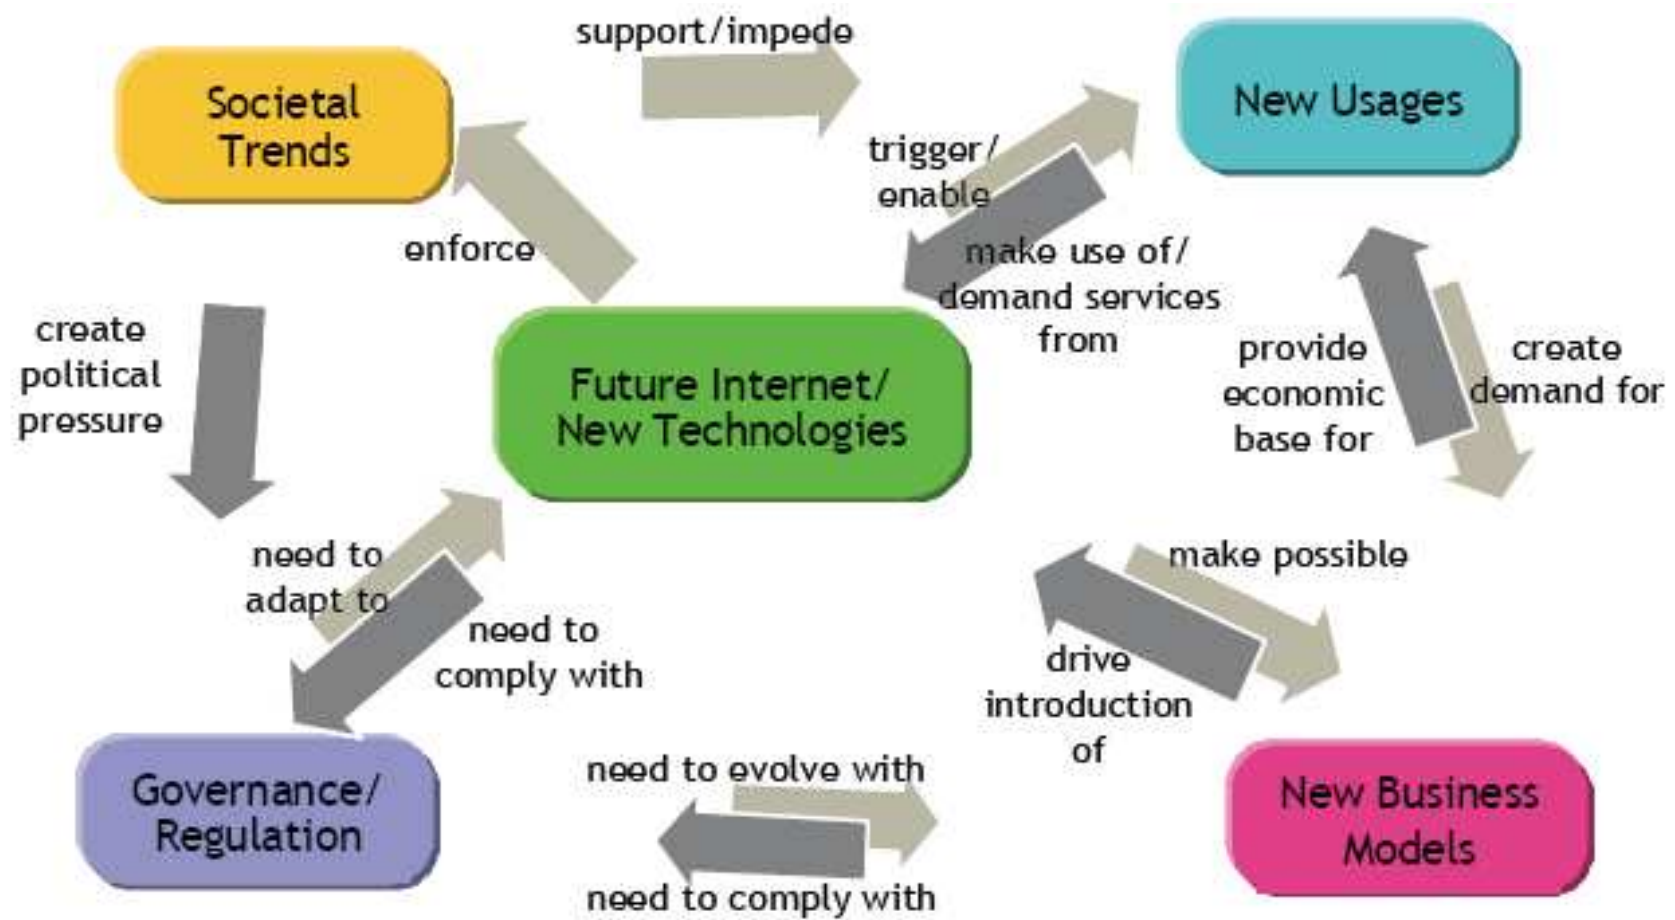 support/impede
Societal
Trends
New Usages
trigger/
enable
enforce
make use of/
demand services
from
create
political
pressure
Future Internet/
New Technologies
provide
economic
base for
create
demand for
need to
adapt to
need to
comply with
make possible
drive
introduction
of
Governance/
Regulation
need to evolve with
need to comply with
New Business
Models